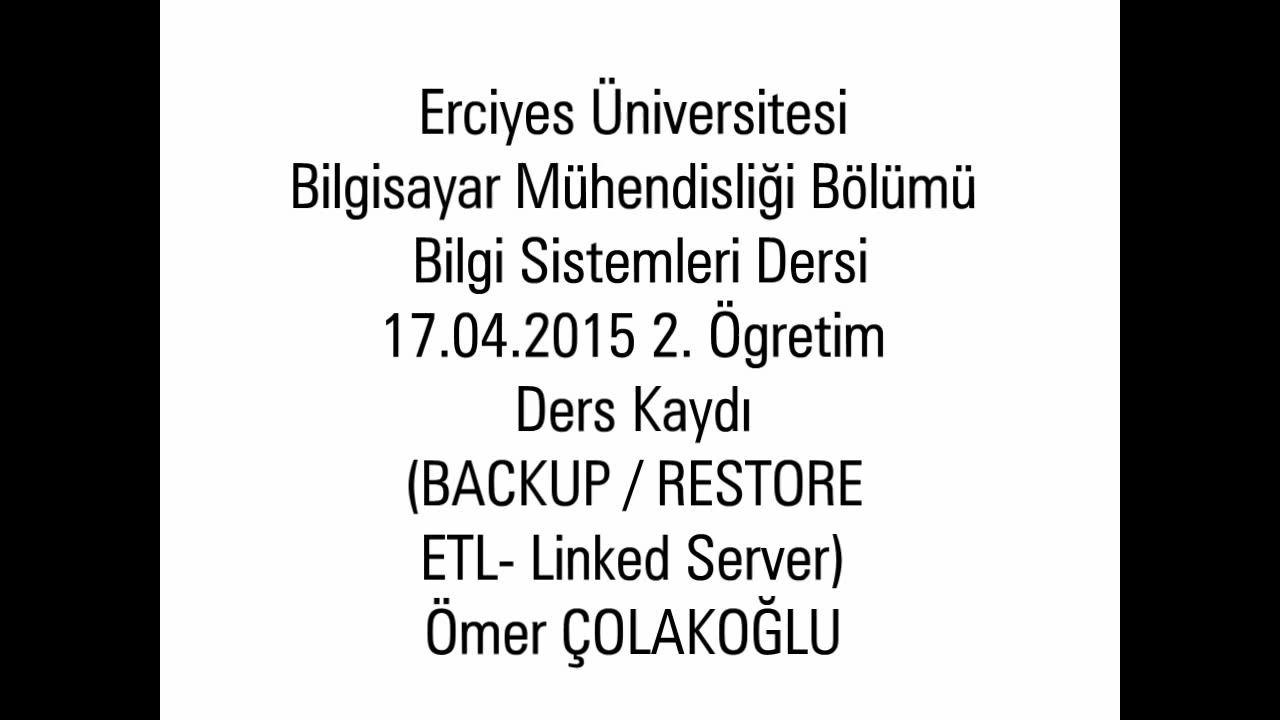 Erciyes Üniversitesi
Bilgisayar Mühendisliği Bölümü
Bilgi Sistemleri Dersi
17.04.2015 2. Ögretim
Ders Kaydı
(BACKUP / RESTORE
ETL- Linked Server)
Ömer ÇOLAKOĞLU